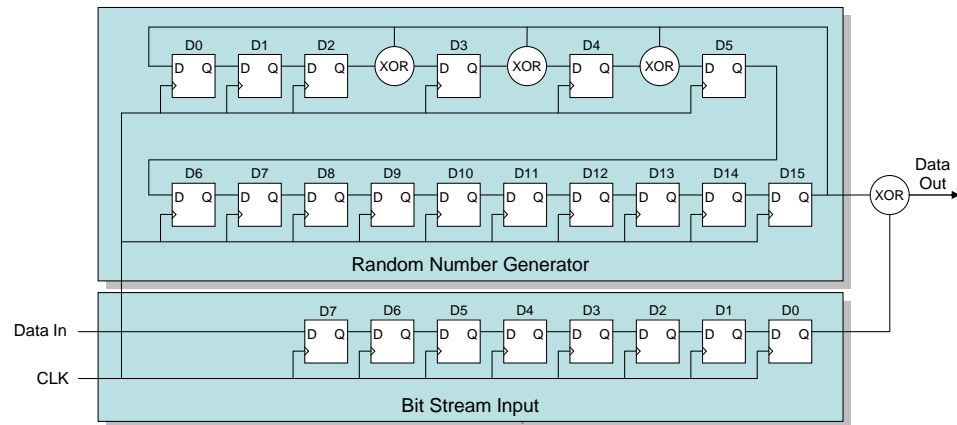 D0 D1 D2 D3 D4 D5
D Q D Q D Q XOR D Q XOR D Q XOR D Q
D6 D7 D8 D9 D10 D11 D12 D13 D14 D15
D Q D Q D Q D Q D Q D Q D Q D Q D Q D Q
XOR
Data
Out
Random Number Generator
D7 D6 D5 D4 D3 D2 D1 D0
Data In
D Q D Q D Q D Q D Q D Q D Q D Q
CLK
Bit Stream Input